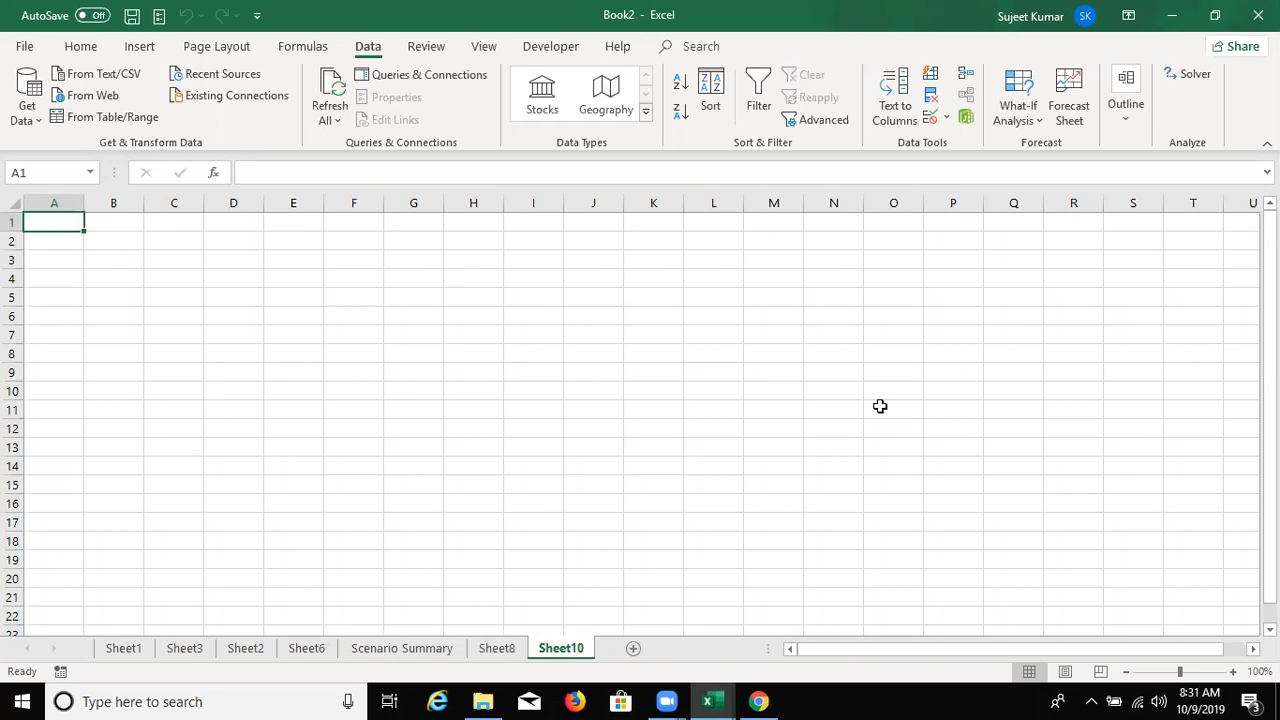 AutoSave Off Book2 - Excel Sujeet Kumar SK
File Home Insert Page Layout Formulas Data Review View Developer Help Search Share
Get Data
From Text/CSV
From Web
From Table/Range
Recent Sources
Existing Connections
Get & Transform Data
Refresh All
Queries & Connections
Properties
Edit Links
Queries & Connections
Stocks Geography
Data Types
Sort
Filter
Clear
Reapply
Advanced
Sort & Filter
Text to Columns
Data Tools
What-If Analysis
Forecast Sheet
Forecast
Outline
Solver
Analyze
A1 fx
A B C D E F G H I J K L M N O P Q R S T U
1
2
3
4
5
6
7
8
9
10
11
12
13
14
15
16
17
18
19
20
21
22
23
Sheet1 Sheet3 Sheet2 Sheet6 Scenario Summary Sheet8 Sheet10
Ready 100%
Type here to search
8:31 AM
10/9/2019
3